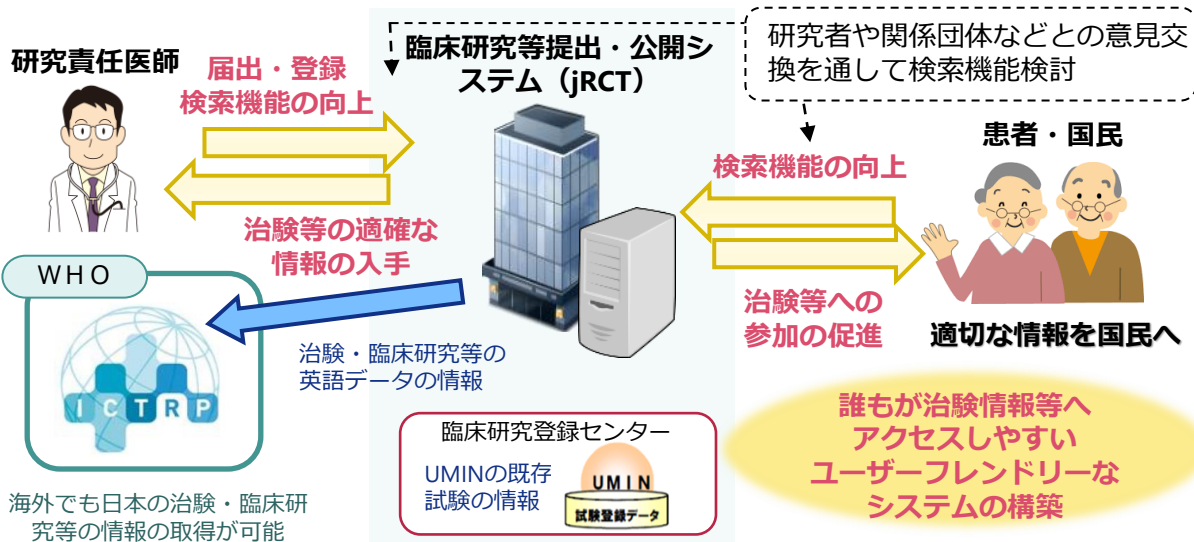 研究責任医師
届出・登録
検索機能の向上
臨床研究等提出・公開シ
ステム（jRCT）
研究者や関係団体などとの意見交
換を通して検索機能検討
患者・国民
検索機能の向上
治験等の適確な
情報の入手
治験等への
参加の促進
適切な情報を国民へ
WHO
ICTRP
治験・臨床研究等の
英語データの情報
海外でも日本の治験・臨床研
究等の情報の取得が可能
臨床研究登録センター
UMINの既存
試験の情報
UMIN
試験登録データ
誰もが治験情報等へ
アクセスしやすい
ユーザーフレンドリーな
システムの構築